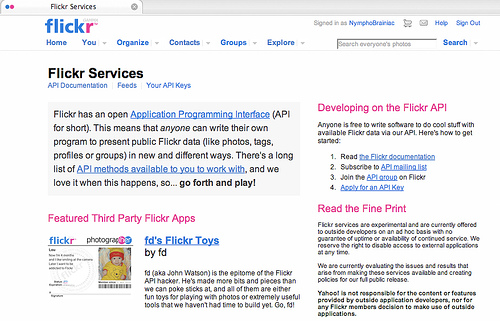 Flickr Services
flickr
Signed in as NymphoBrainiac Help Sign Out
Home You Organize Contacts Groups Explore Search everyone's photos Search
Flickr Services
API Documentation Feeds Your API Keys
Flickr has an open Application Programming Interface (API
for short). This means that anyone can write their own
program to present public Flickr data (like photos, tags,
profiles or groups) in new and different ways. There's a long
list of API methods available to you to work with, and we
love it when this happens, so... go forth and play!
Featured Third Party Flickr Apps
flickr photograp
fd's Flickr Toys
by fd
fd (aka John Watson) is the epitome of the Flickr
API hacker. He's made more bits and pieces than
we can poke sticks at, and all of them are either
fun toys for playing with photos or extremely useful
tools that we haven't had time to build yet. Go, fd!
Developing on the Flickr API
Anyone is free to write software to do cool stuff with
available Flickr data via our API. Here's how to get
started:
1. Read the Flickr documentation
2. Subscribe to API mailing list
3. Join the API group on Flickr
4. Apply for an API Key
Read the Fine Print
Flickr services are experimental and are currently offered
to outside developers on an ad hoc basis with no
guarantee of uptime or availability of continued service. We
reserve the right to disable access to external applications
at any time.
We are currently evaluating the issues and results that
arise from making these services available and creating
policies for our full public release.
Yahoo! is not responsible for the content or features
provided by outside application developers, nor for
any Flickr members decision to make use of outside
applications.